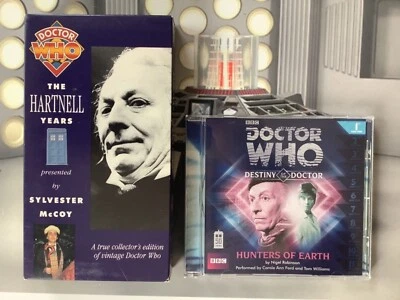 DOCTOR
WHO
THE
HARTNELL
YEARS
presented
by
SYLVESTER
McCOY
A true collector's edition
of vintage Doctor Who
BBC
DOCTOR
WHO
DESTINY OF THE DOCTOR
1
HUNTERS OF EARTH
by Nigel Robinson
Performed by Carole Ann Ford and Tam Williams
BBC